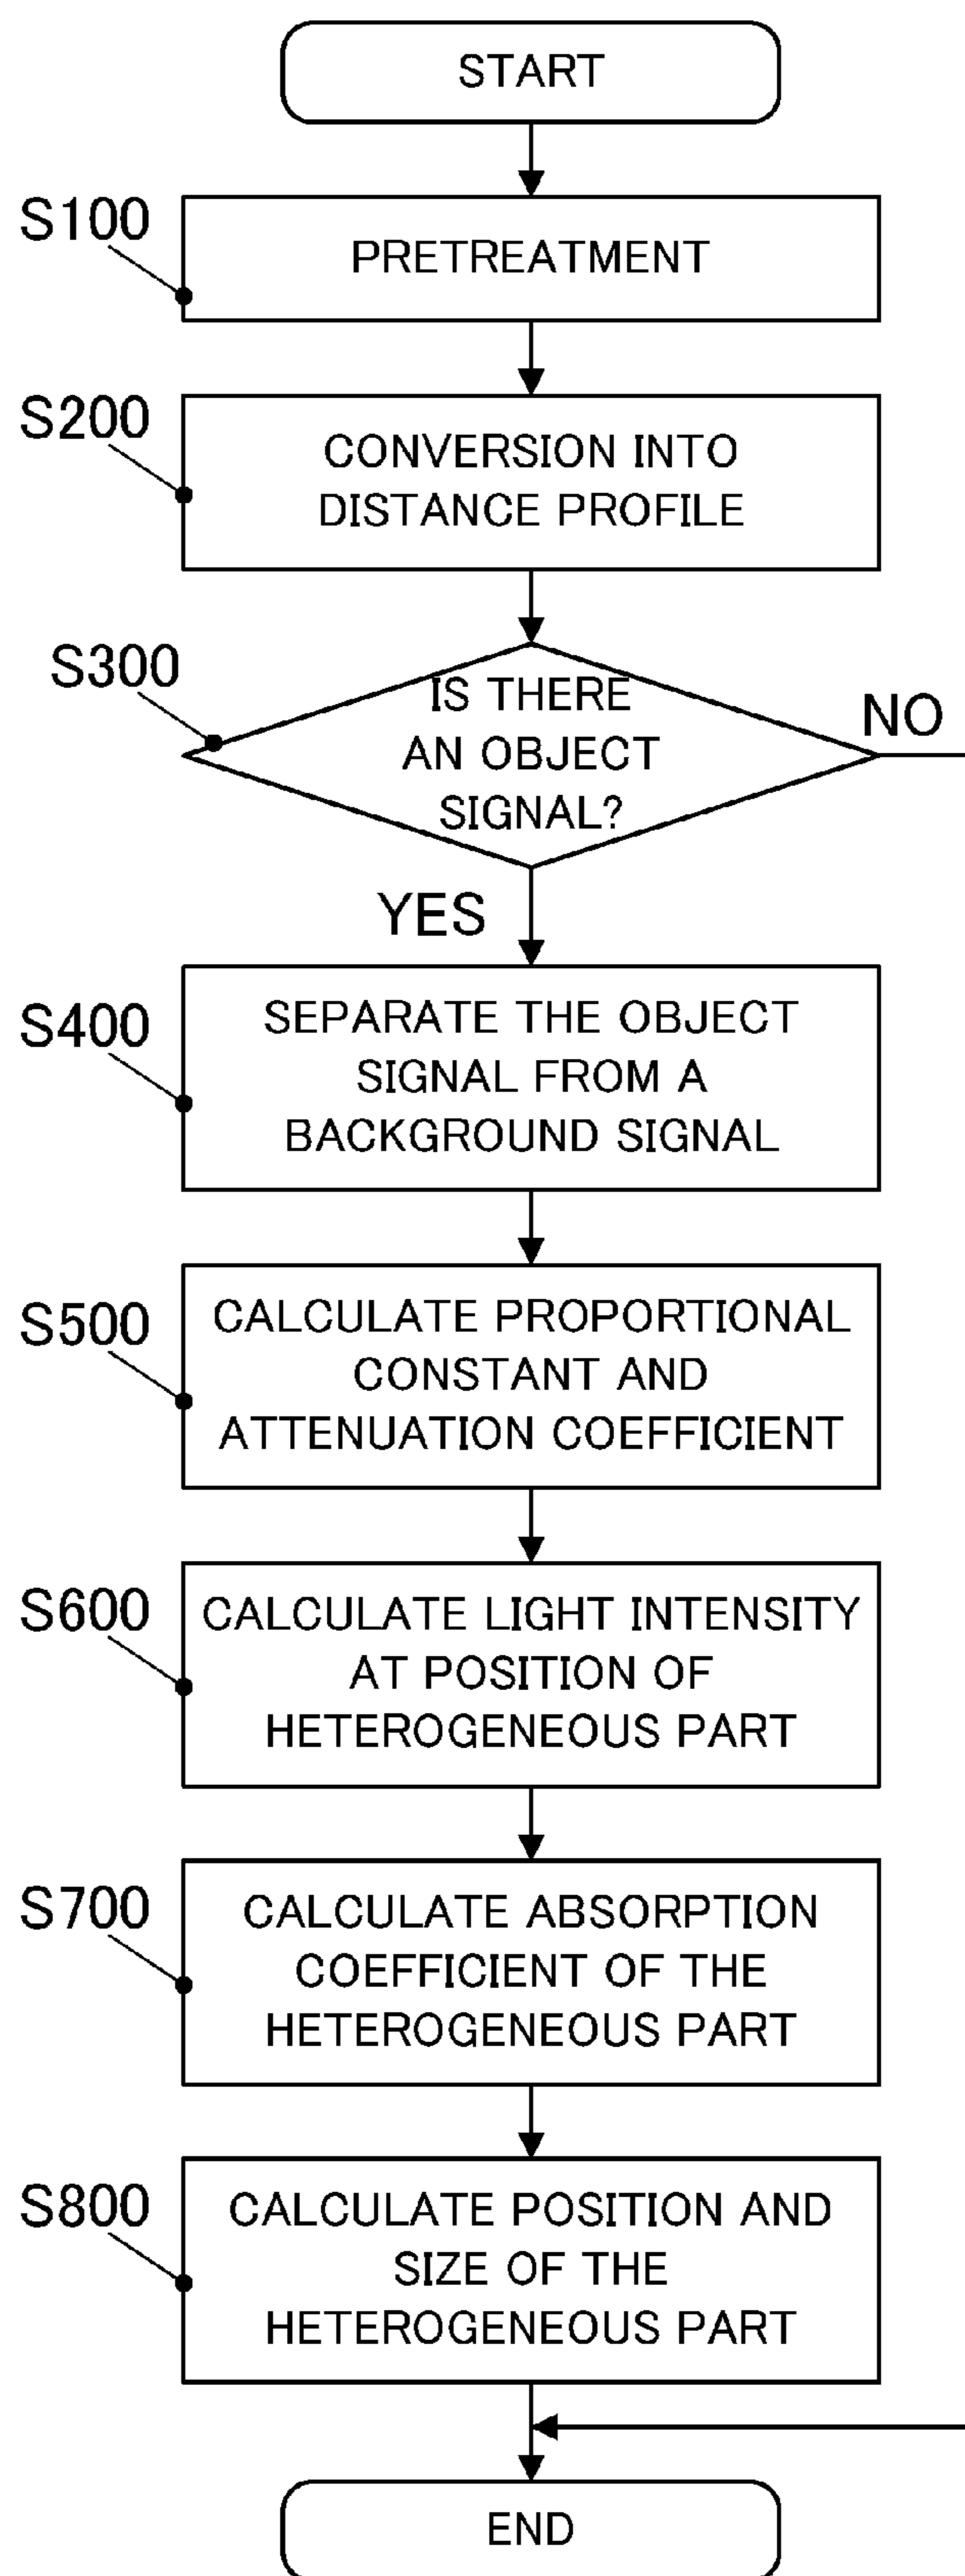 START
S100
PRETREATMENT
S200
CONVERSION INTO
DISTANCE PROFILE
S300
IS THERE
AN OBJECT
SIGNAL?
NO
YES
S400
SEPARATE THE OBJECT
SIGNAL FROM A
BACKGROUND SIGNAL
S500
CALCULATE PROPORTIONAL
CONSTANT AND
ATTENUATION COEFFICIENT
S600
CALCULATE LIGHT INTENSITY
AT POSITION OF
HETEROGENEOUS PART
S700
CALCULATE ABSORPTION
COEFFICIENT OF THE
HETEROGENEOUS PART
S800
CALCULATE POSITION AND
SIZE OF THE
HETEROGENEOUS PART
END